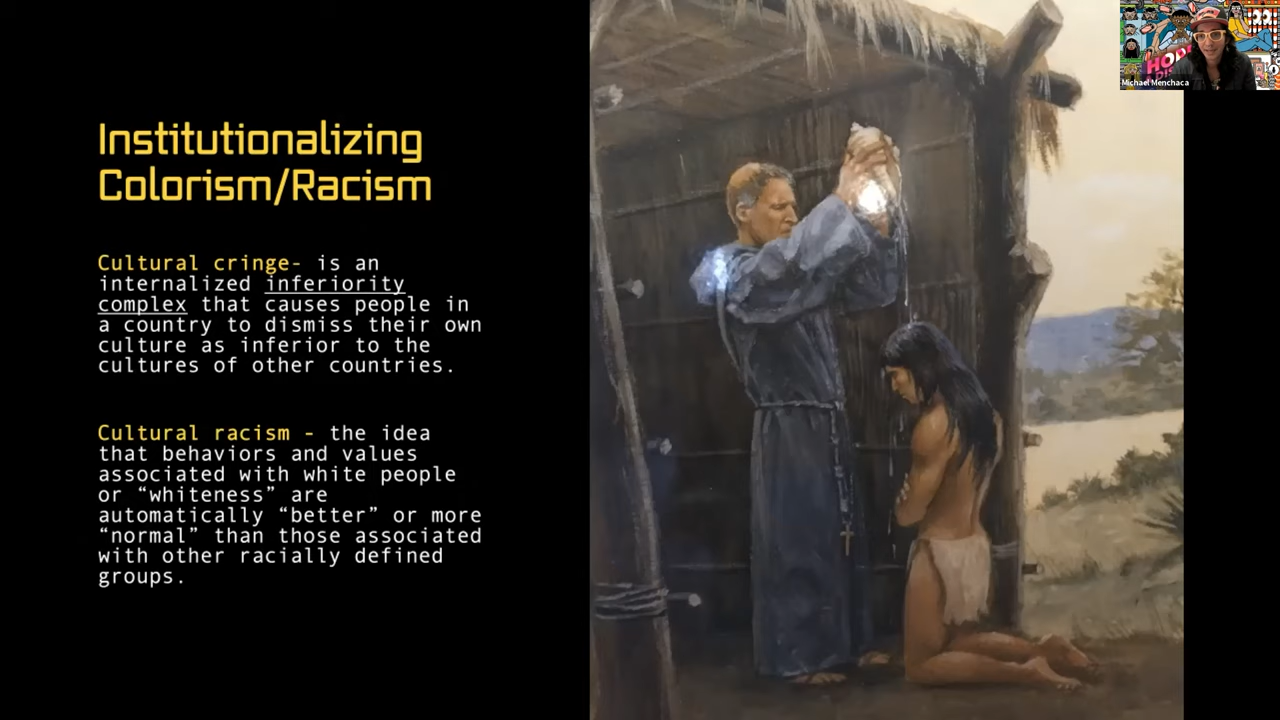 Institutionalizing
Colorism/Racism
Cultural cringe- is an
internalized inferiority
complex that causes people in
a country to dismiss their own
culture as inferior to the
cultures of other countries.
Cultural racism - the idea
that behaviors and values
associated with white people
or “whiteness” are
automatically “better” or more
“normal” than those associated
with other racially defined
groups.
Michael Menchaca